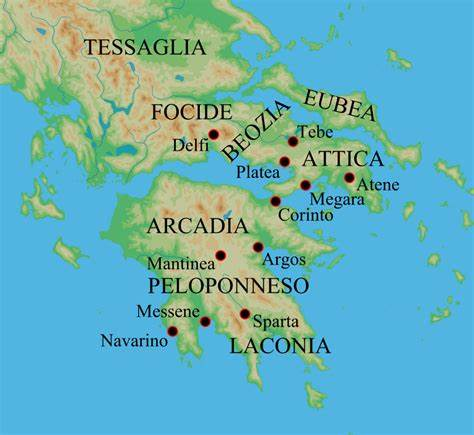 TESSAGLIA
EUBEA
FOCIDE
BEOZIA
Tebe
Delfi
ATTICA
Platea
Atene
Megara
Corinto
ARCADIA
Argos
Mantinea
PELOPONNESO
Messene
Sparta
Navarino
LACONIA